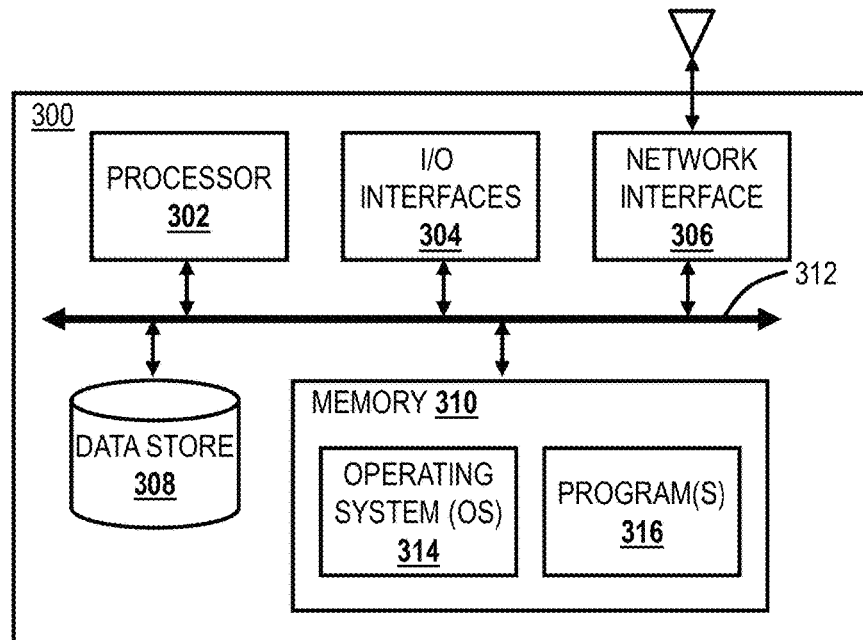 300
PROCESSOR
302
I/O
INTERFACES
304
NETWORK
INTERFACE
306
312
DATA STORE
308
MEMORY 310
OPERATING
SYSTEM (OS)
314
PROGRAM(S)
316